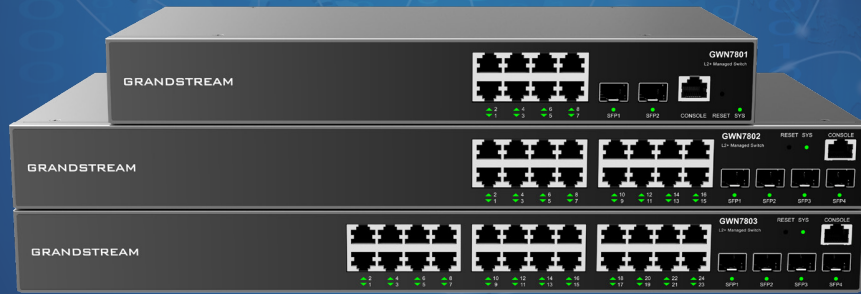 GRANDSTREAM
GWN7801
L2+ Managed Switch
2 4 6 8
1 3 5 7
SFP1 SFP2 CONSOLE RESET SYS
GRANDSTREAM
GWN7802 RESET SYS CONSOLE
L2+ Managed Switch
2 4 6 8 10 12 14 16
1 3 5 7 9 11 13 15
SFP1 SFP2 SFP3 SFP4
GRANDSTREAM
GWN7803 RESET SYS CONSOLE
L2+ Managed Switch
2 4 6 8 10 12 14 16 18 20 22 24
1 3 5 7 9 11 13 15 17 19 21 23
SFP1 SFP2 SFP3 SFP4